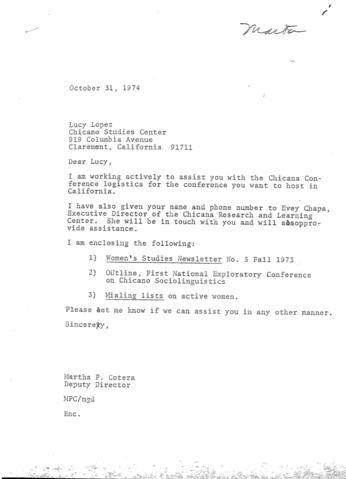 Marta
October 31, 1974
Lucy Lopez
Chicano Studies Center
919 Columbia Avenue
Claremont, California 91711
Dear Lucy,
I am working actively to assist you with the Chicana Con-
ference logistics for the conference you want to host in
California.
I have also given your name and phone number to Evey Chapa,
Executive Director of the Chicana Research and Learning
Center. She will be in touch with you and will pro-
vide assistance.
I am enclosing the following:
1) Women's Studies Newsletter No. 5 Fall 1973
2) OUtline, First National Exploratory Conference
on Chicano Sociolinguistics
3) Mialing lists on active women.
Please let me know if we can assist you in any other manner.
Sincerely,
Martha P. Cotera
Deputy Director
MPC/mgd
Enc.